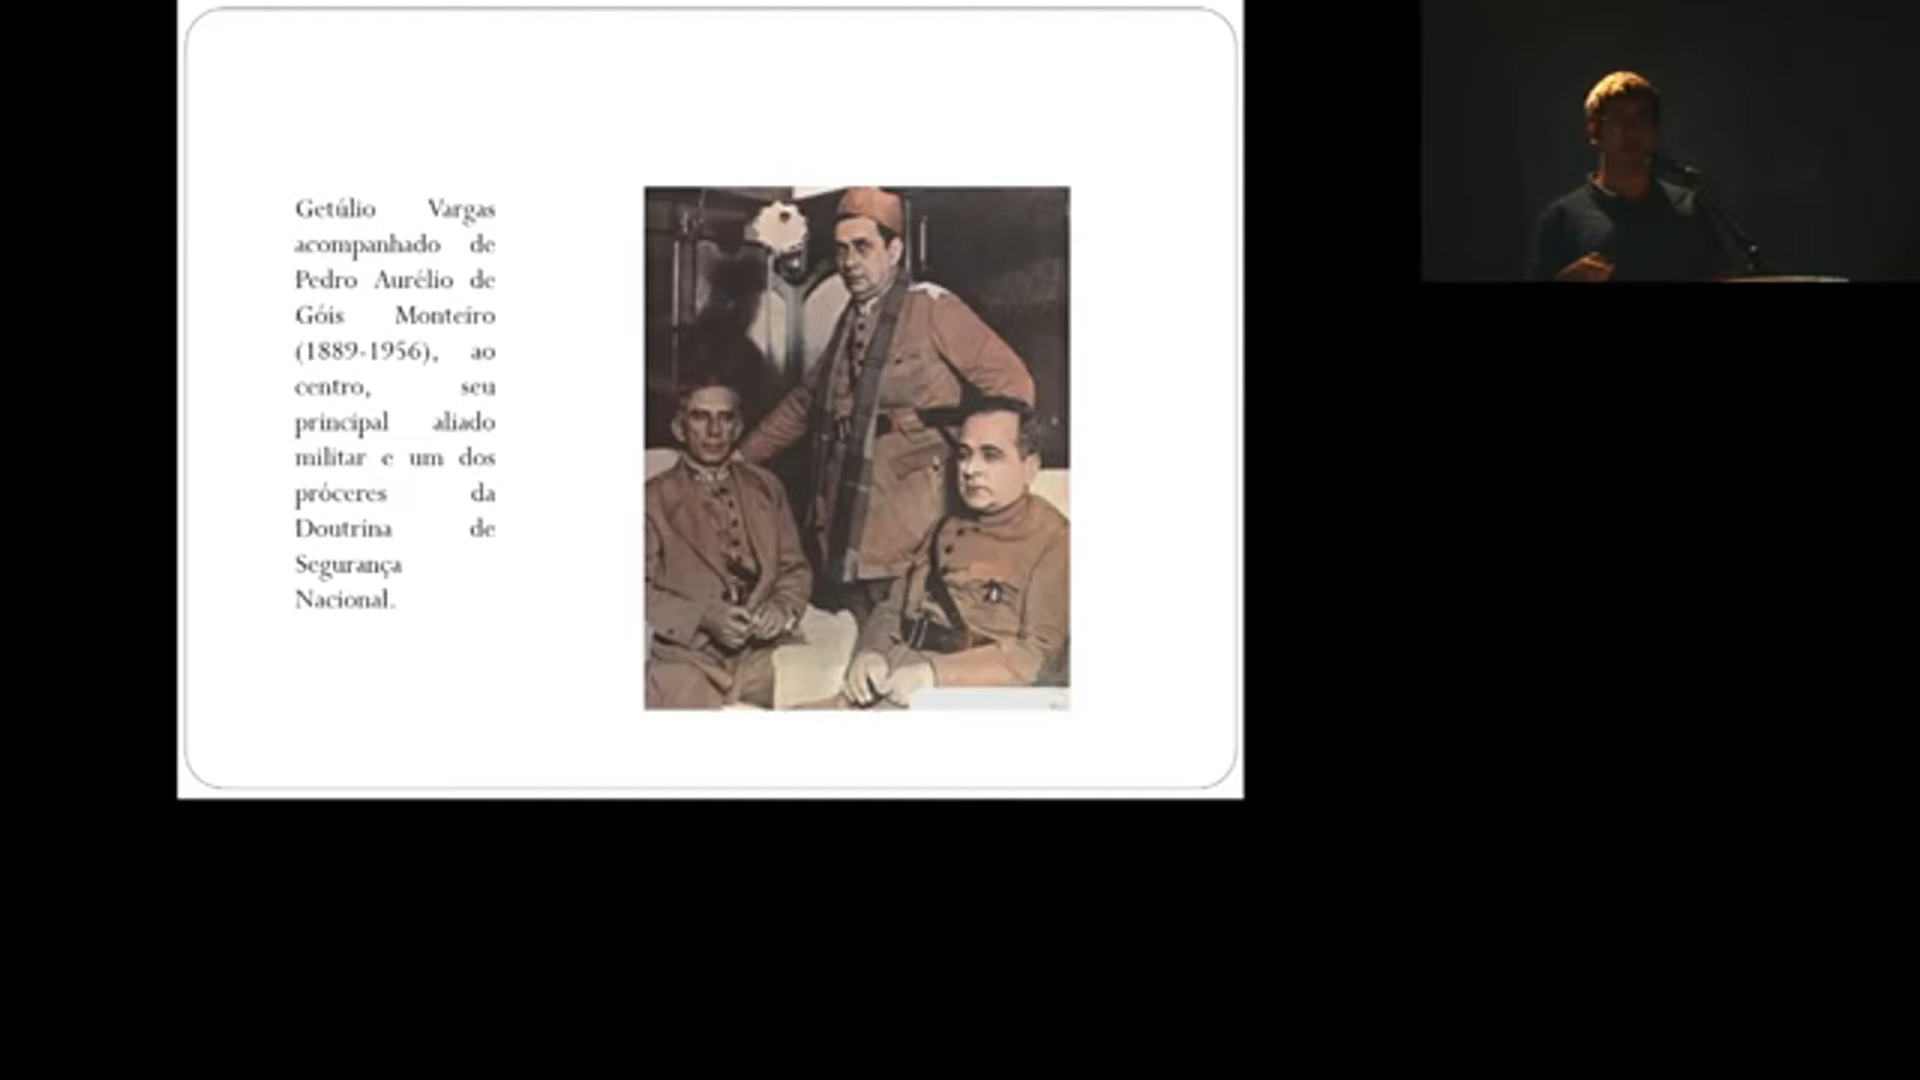 Getúlio Vargas
acompanhado de
Pedro Aurélio de
Góis Monteiro
(1889-1956), ao
centro, seu
principal aliado
militar e um dos
próceres da
Doutrina de
Segurança
Nacional.